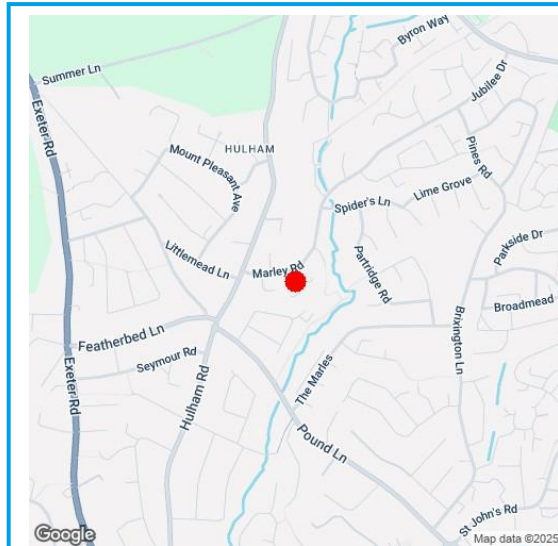 Byron Way
Summer Ln
Jubilee Dr
Exeter Rd
HULHAM
Mount Pleasant Ave
Pines Rd
Lime Grove
Spider's Ln
Parkside Dr
Littlemead Ln
Marley Rd
Partridge Rd
Broadmead
Featherbed Ln
Brixington Ln
Seymour Rd
The Marles
Exeter Rd
Hulham Rd
Pound Ln
St John's Rd
Google
Map data ©2025